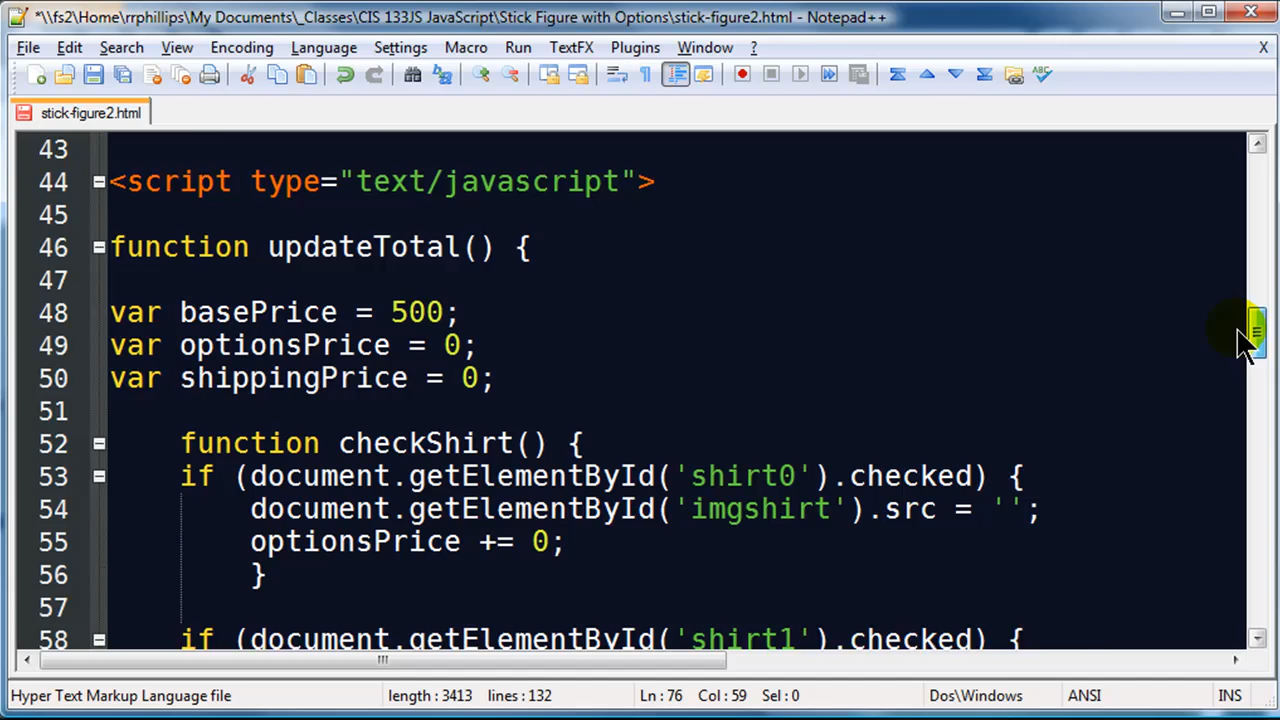 *\\fs2\Home\rrphillips\My Documents\_Classes\CIS 133JS JavaScript\Stick Figure with Options\stick-figure2.html - Notepad++
File Edit Search View Encoding Language Settings Macro Run TextFX Plugins Window ? X
stick-figure2.html
43
44 <script type="text/javascript">
45
46 function updateTotal() {
47
48 var basePrice = 500;
49 var optionsPrice = 0;
50 var shippingPrice = 0;
51
52 function checkShirt() {
53 if (document.getElementById('shirt0').checked) {
54 document.getElementById('imgshirt').src = '';
55 optionsPrice += 0;
56 }
57
58 if (document.getElementById('shirt1').checked) {
Hyper Text Markup Language file length : 3413 lines : 132 Ln : 76 Col : 59 Sel : 0 Dos\Windows ANSI INS